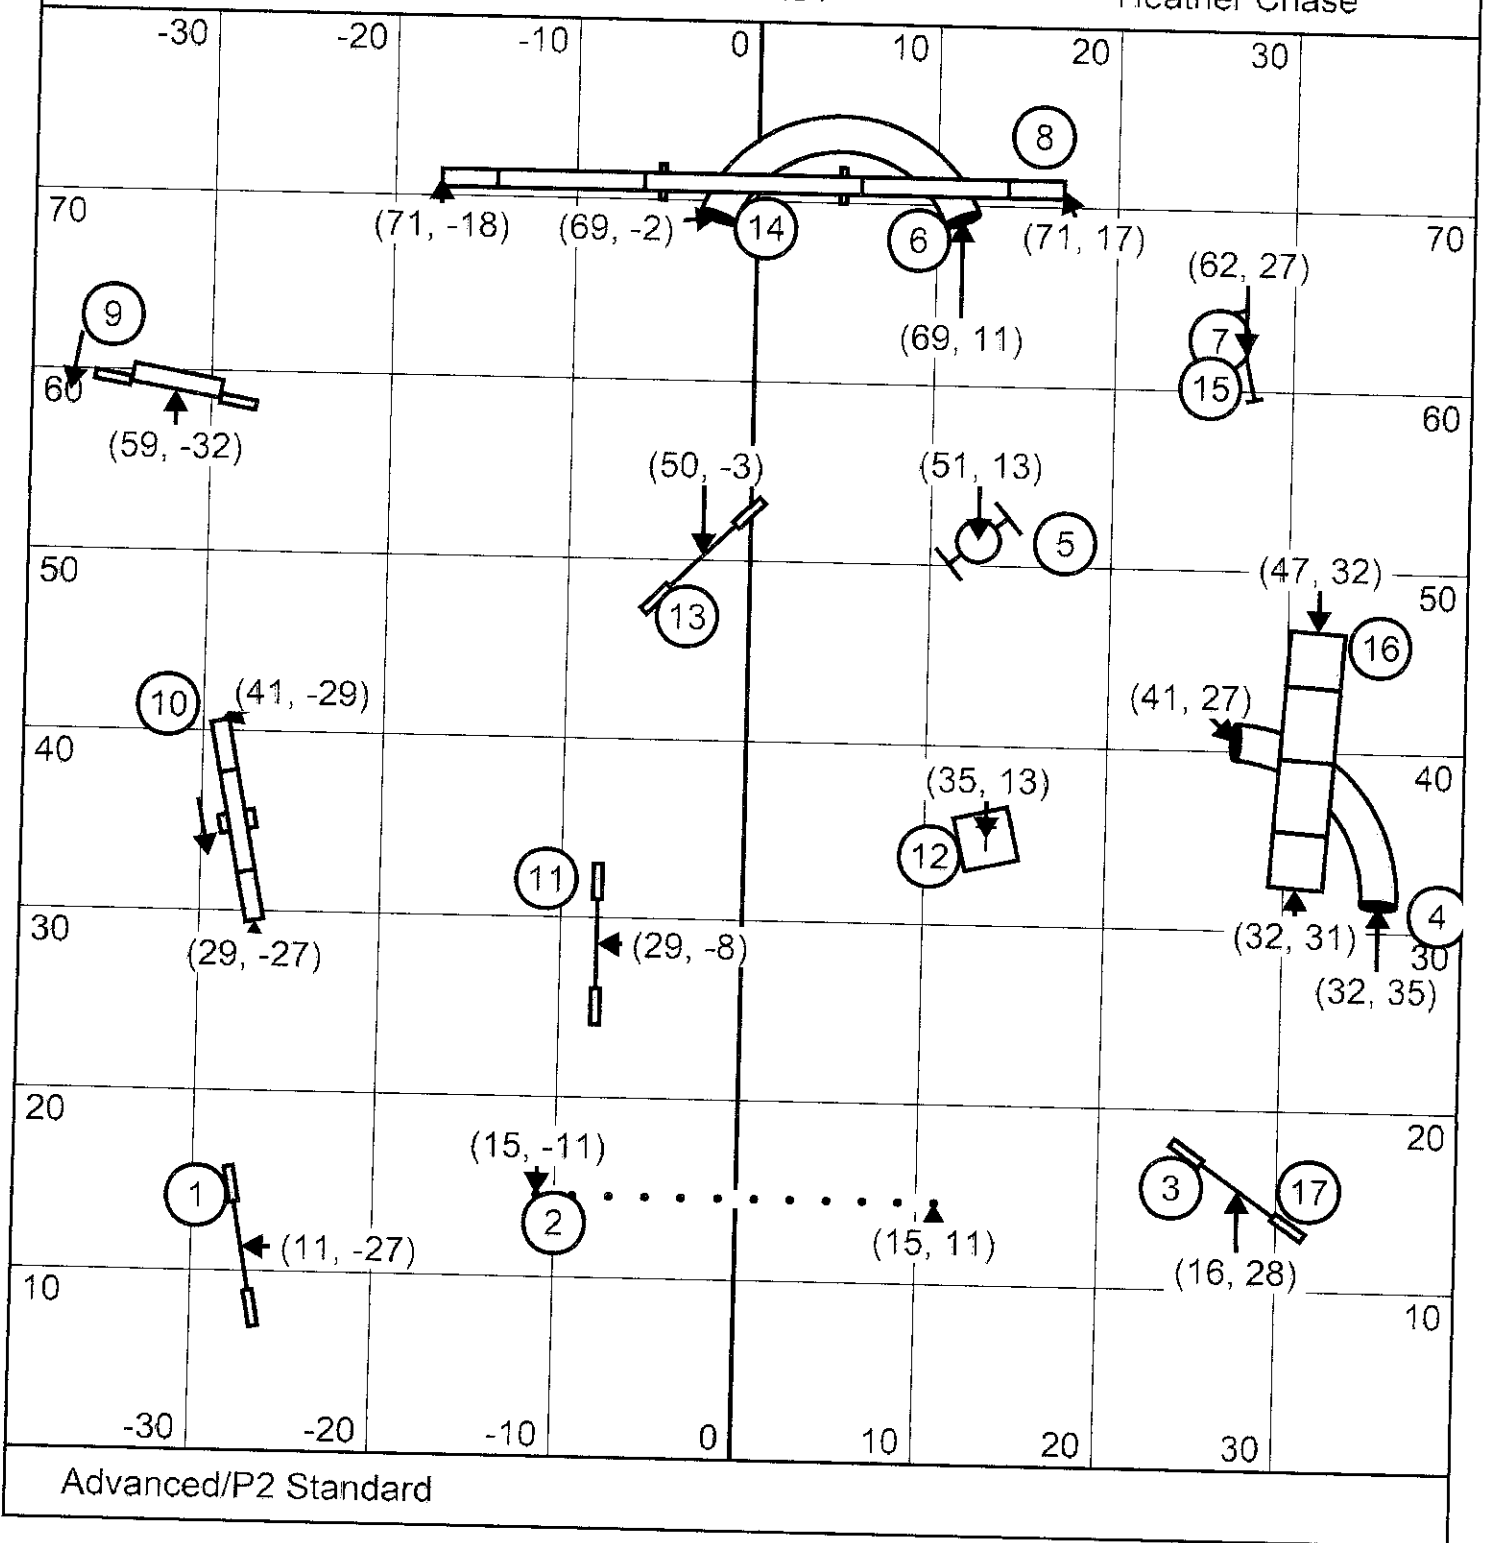 Heather Chase
-30 -20 -10 0 10 20 30
8
70 (71, -18) (69, -2) 14 6 (71, 17) 70
(62, 27)
9 (69, 11) 7
60 15 60
(59, -32)
(50, -3) (51, 13)
5
50 (47, 32) 50
13 16
10 (41, -29) (41, 27)
40 (35, 13) 40
12
11
30 (29, -27) (29, -8) (32, 31) 4
30
(32, 35)
20 20
(15, -11)
1 2 3 17
(11, -27) (15, 11)
(16, 28)
10 10
-30 -20 -10 0 10 20 30
Advanced/P2 Standard